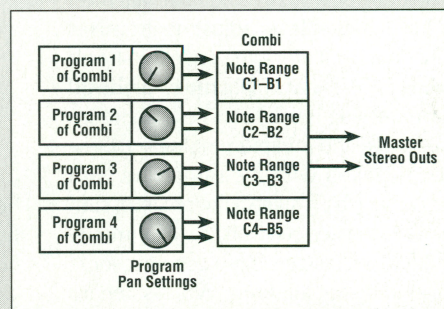 Combi
Program 1
of Combi
Note Range
C1–B1
Program 2
of Combi
Note Range
C2–B2
Program 3
of Combi
Note Range
C3–B3
Program 4
of Combi
Note Range
C4–B5
Master
Stereo Outs
Program
Pan Settings